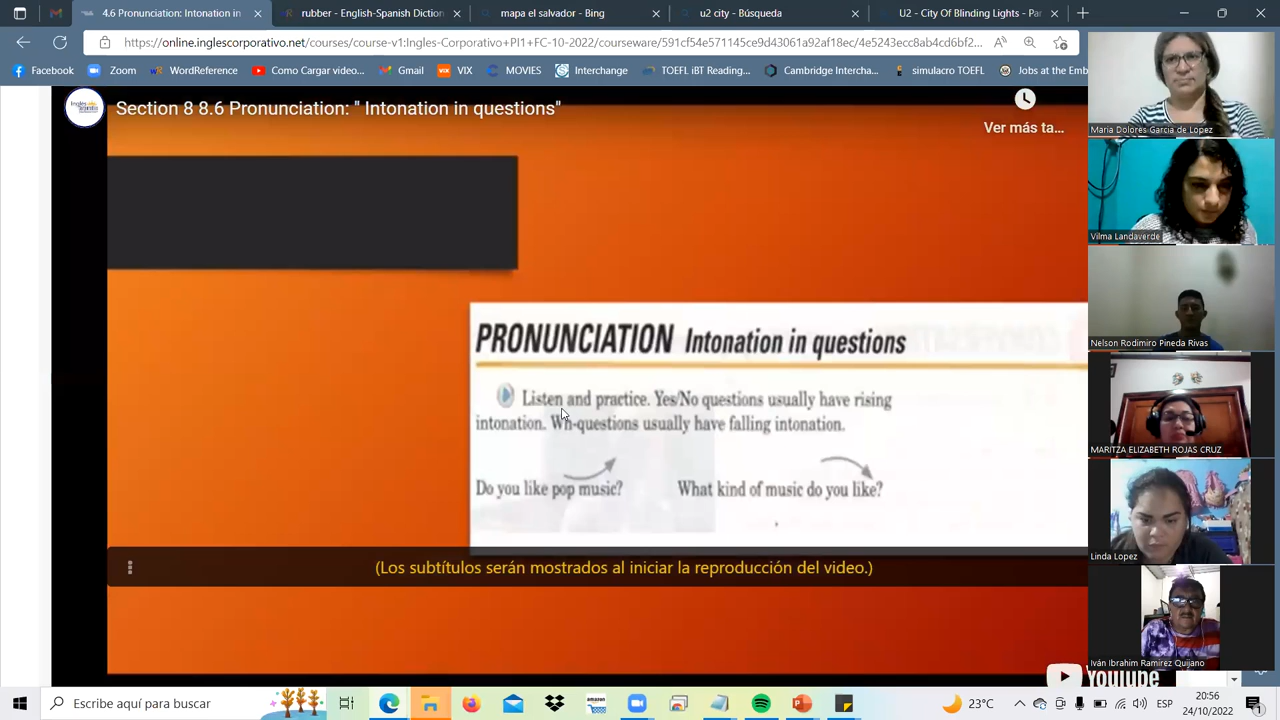 4.6 Pronunciation: Intonation in
rubber - English-Spanish Diction
mapa el salvador - Bing
u2 city - Búsqueda
U2 - City Of Blinding Lights - Par
https://online.inglescorporativo.net/courses/course-v1:Ingles-Corporativo+PI1+FC-10-2022/courseware/591cf54e571145ce9d43061a92af18ec/4e5243ecc8ab4cd6bf2...
Facebook
Zoom
WordReference
Como Cargar video...
Gmail
VIX
MOVIES
Interchange
TOEFL iBT Reading...
Cambridge Intercha...
simulacro TOEFL
Jobs at the Emb
Section 8 8.6 Pronunciation: " Intonation in questions"
Ver más ta...
PRONUNCIATION Intonation in questions
Listen and practice. Yes/No questions usually have rising
intonation. Wh-questions usually have falling intonation.
Do you like pop music?
What kind of music do you like?
(Los subtítulos serán mostrados al iniciar la reproducción del video.)
YouTube
María Dolores Garcia de Lopez
Vilma Landaverde
Nelson Rodimiro Pineda Rivas
MARITZA ELIZABETH ROJAS CRUZ
Linda Lopez
Iván Ibrahim Ramirez Quijano
Escribe aquí para buscar
23°C
ESP
20:56
24/10/2022